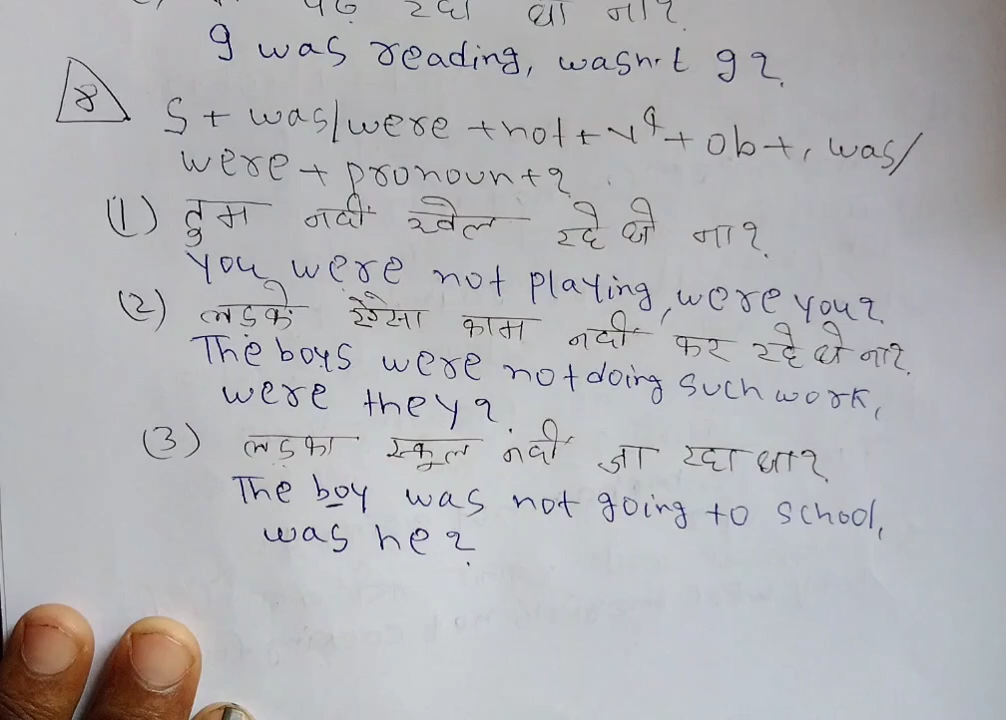 पढ़ रहा था ना?
I was reading, wasn't I?
8
S + was/were + not + v⁴ + ob +, was/
were + pronoun + ?
(1) तुम नहीं खेल रहे थे ना?
You were not playing, were you?
(2) लड़के ऐसा काम नहीं कर रहे थे ना?
The boys were not doing such work,
were they?
(3) लड़का स्कूल नहीं जा रहा था?
The boy was not going to school,
was he?